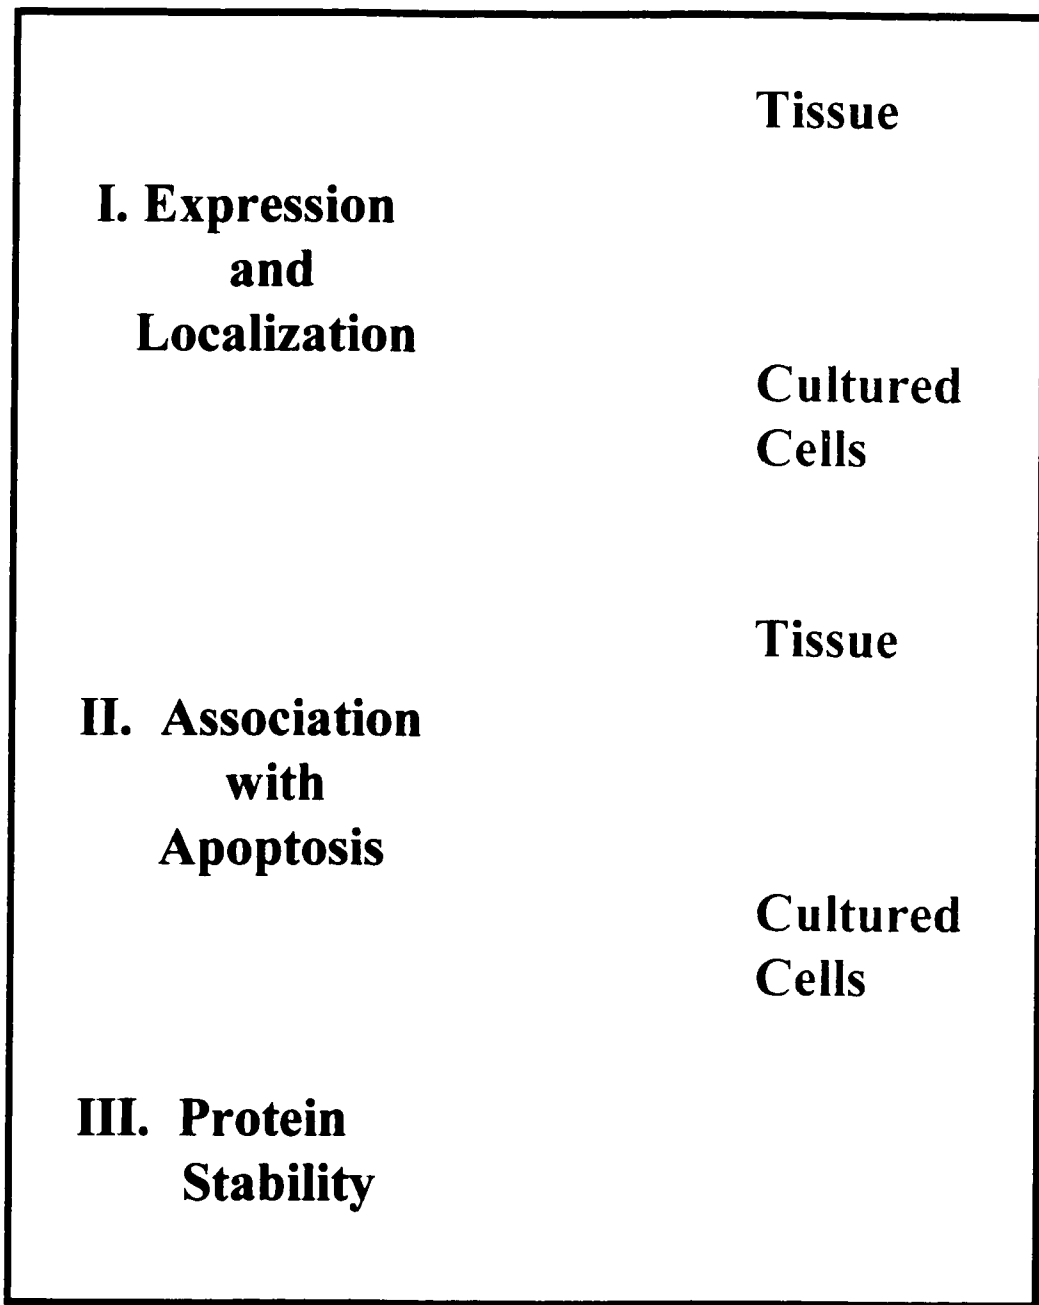 Tissue
I. Expression
and
Localization
Cultured
Cells
Tissue
II. Association
with
Apoptosis
Cultured
Cells
III. Protein
Stability